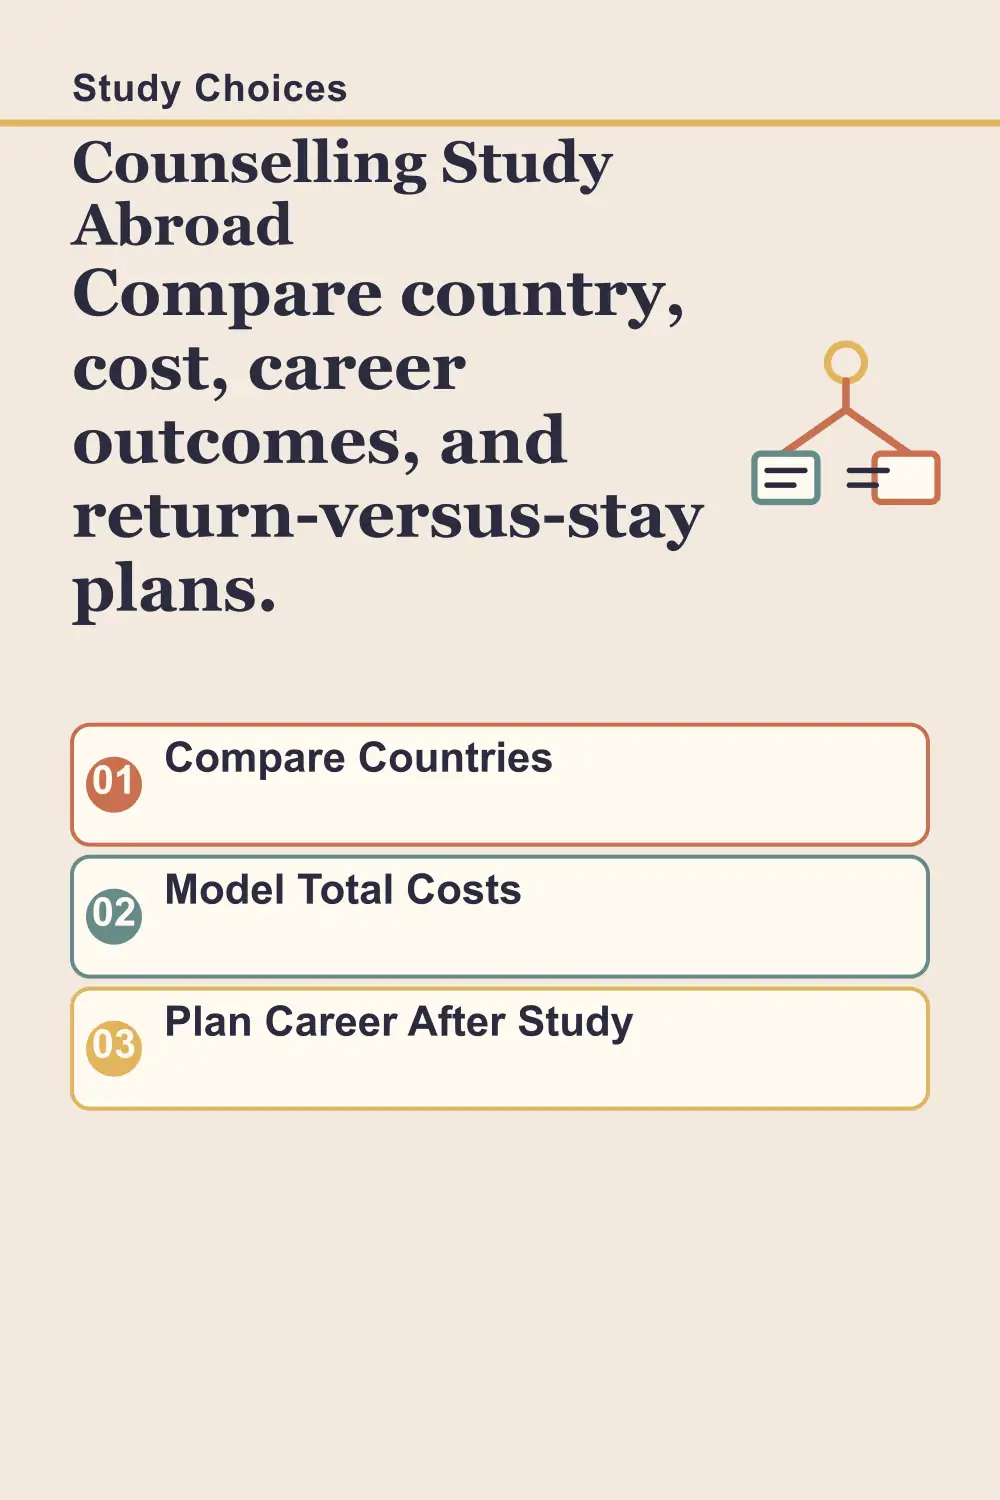 Study Choices
Counselling Study
Abroad
Compare country,
cost, career
outcomes, and
return-versus-stay
plans.
01
Compare Countries
02
Model Total Costs
03
Plan Career After Study